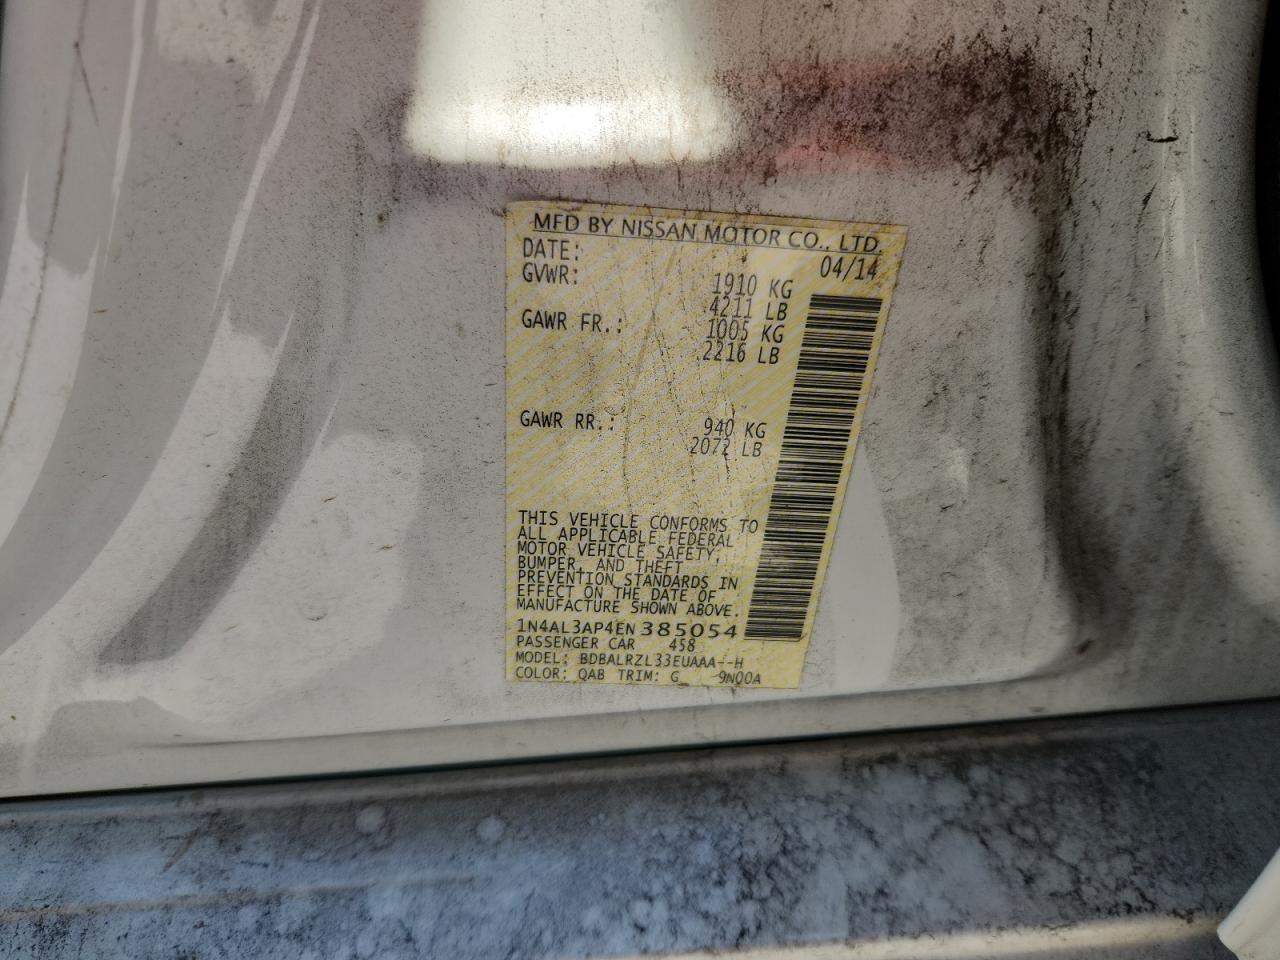 MFD BY NISSAN MOTOR CO., LTD.
DATE: 04/14
GVWR: 1910 KG
4211 LB
GAWR FR.: 1005 KG
2216 LB
GAWR RR.: 940 KG
2072 LB
THIS VEHICLE CONFORMS TO
ALL APPLICABLE FEDERAL
MOTOR VEHICLE SAFETY,
BUMPER, AND THEFT
PREVENTION STANDARDS IN
EFFECT ON THE DATE OF
MANUFACTURE SHOWN ABOVE.
1N4AL3AP4EN385054
PASSENGER CAR 458
MODEL: BDBALRZL33EUAAA--H
COLOR: QAB TRIM: G 9N00A